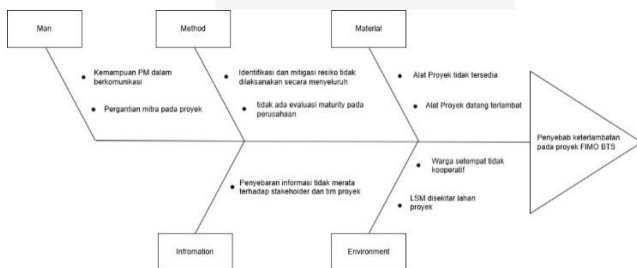 Man
Method
Material
Kemampuan PM dalam
berkomunikasi
Pergantian mitra pada proyek
Identifikasi dan mitigasi resiko tidak
dilaksanakan secara menyeluruh
tidak ada evaluasi maturity pada
perusahaan
Alat Proyek tidak tersedia
Alat Proyek datang terlambat
Penyebab keterlambatan
pada proyek FIMO BTS
Penyebaran informasi tidak merata
terhadap stakeholder dan tim proyek
Warga setempat tidak
kooperatif
LSM disekitar lahan
proyek
Infromation
Environment